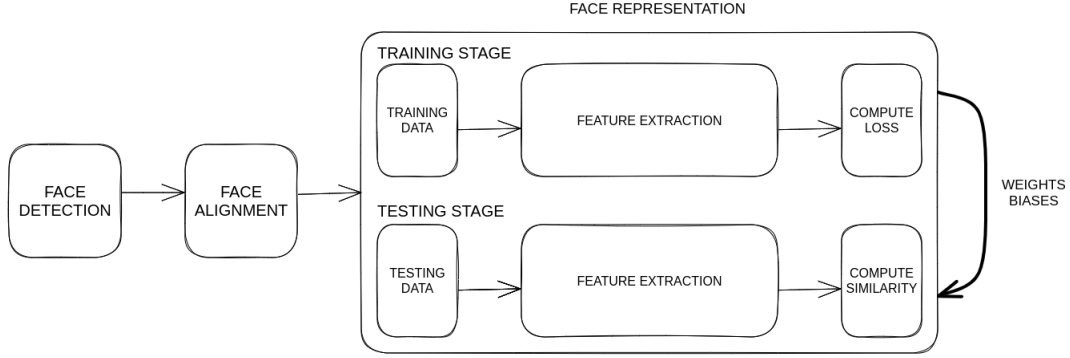 FACE REPRESENTATION
TRAINING STAGE
TRAINING
DATA
FEATURE EXTRACTION
COMPUTE
LOSS
FACE
DETECTION
FACE
ALIGNMENT
WEIGHTS
BIASES
TESTING STAGE
TESTING
DATA
FEATURE EXTRACTION
COMPUTE
SIMILARITY